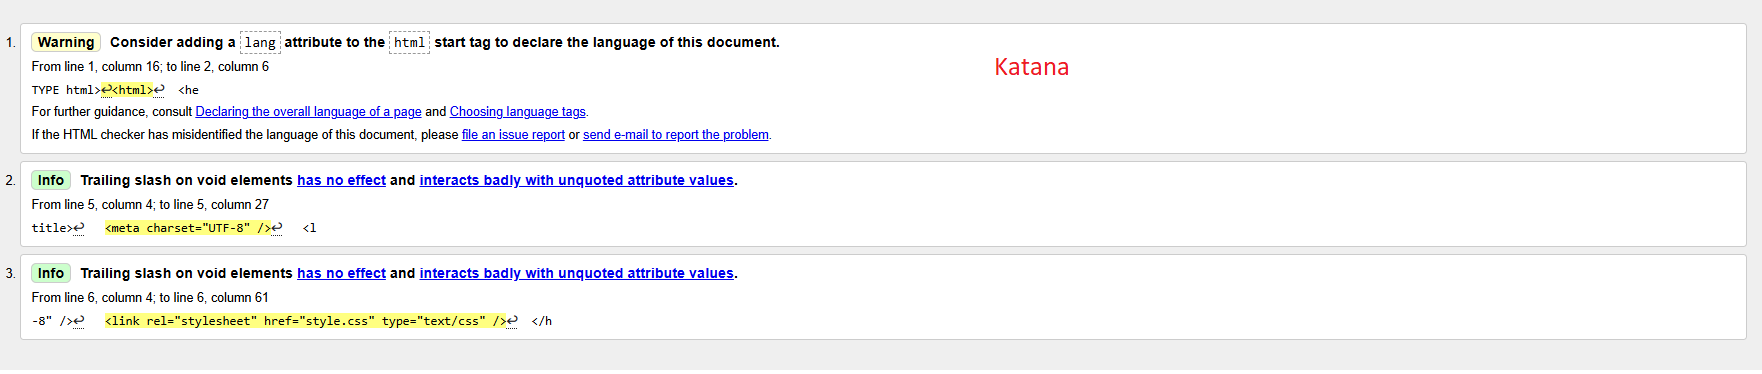 1. Warning Consider adding a lang attribute to the html start tag to declare the language of this document.
From line 1, column 16; to line 2, column 6
Katana
TYPE html>↩<html>↩ <he
For further guidance, consult Declaring the overall language of a page and Choosing language tags.
If the HTML checker has misidentified the language of this document, please file an issue report or send e-mail to report the problem.
2. Info Trailing slash on void elements has no effect and interacts badly with unquoted attribute values.
From line 5, column 4; to line 5, column 27
title>↩ <meta charset="UTF-8" />↩ <l
3. Info Trailing slash on void elements has no effect and interacts badly with unquoted attribute values.
From line 6, column 4; to line 6, column 61
-8" />↩ <link rel="stylesheet" href="style.css" type="text/css" />↩ </h